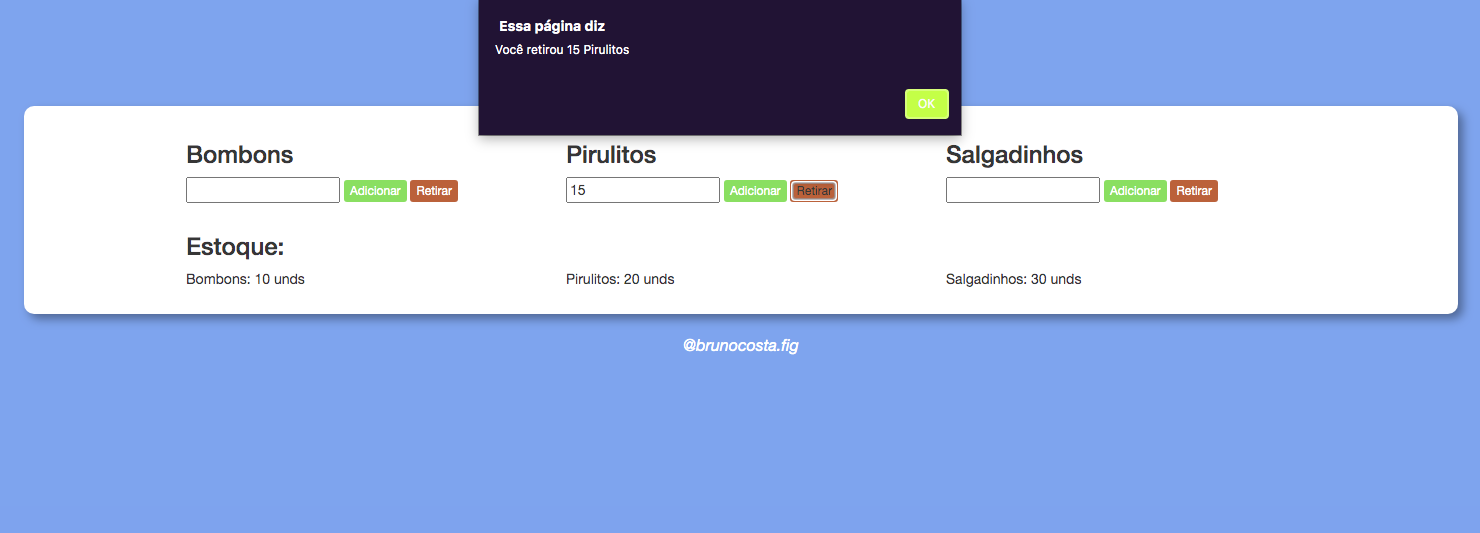 Essa página diz
Você retirou 15 Pirulitos
OK
Bombons
Adicionar Retirar
Pirulitos
15 Adicionar Retirar
Salgadinhos
Adicionar Retirar
Estoque:
Bombons: 10 unds
Pirulitos: 20 unds
Salgadinhos: 30 unds
@brunocosta.fig